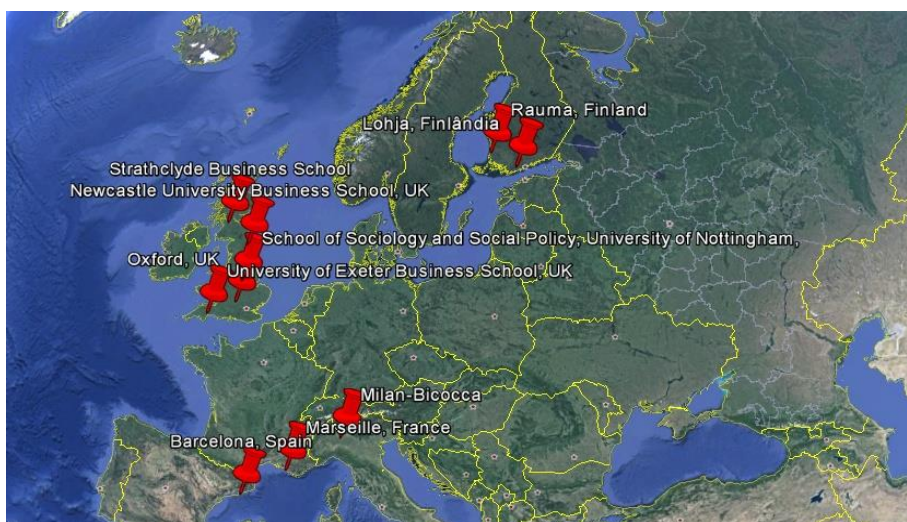 Rauma, Finland
Lohja, Finlândia
Strathclyde Business School
Newcastle University Business School, UK
School of Sociology and Social Policy, University of Nottingham,
Oxford, UK
University of Exeter Business School, UK
Milan-Bicocca
Marseille, France
Barcelona, Spain